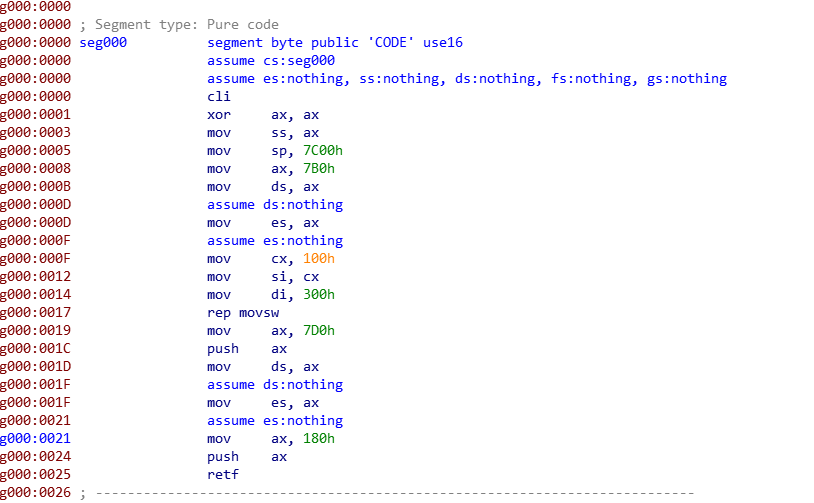 g000:0000
g000:0000 ; Segment type: Pure code
g000:0000 seg000 segment byte public 'CODE' use16
g000:0000 assume cs:seg000
g000:0000 assume es:nothing, ss:nothing, ds:nothing, fs:nothing, gs:nothing
g000:0000 cli
g000:0001 xor ax, ax
g000:0003 mov ss, ax
g000:0005 mov sp, 7C00h
g000:0008 mov ax, 7B0h
g000:000B mov ds, ax
g000:000D assume ds:nothing
g000:000D mov es, ax
g000:000F assume es:nothing
g000:000F mov cx, 100h
g000:0012 mov si, cx
g000:0014 mov di, 300h
g000:0017 rep movsw
g000:0019 mov ax, 7D0h
g000:001C push ax
g000:001D mov ds, ax
g000:001F assume ds:nothing
g000:001F mov es, ax
g000:0021 assume es:nothing
g000:0021 mov ax, 180h
g000:0024 push ax
g000:0025 retf
g000:0026 ; ---------------------------------------------------------------------------